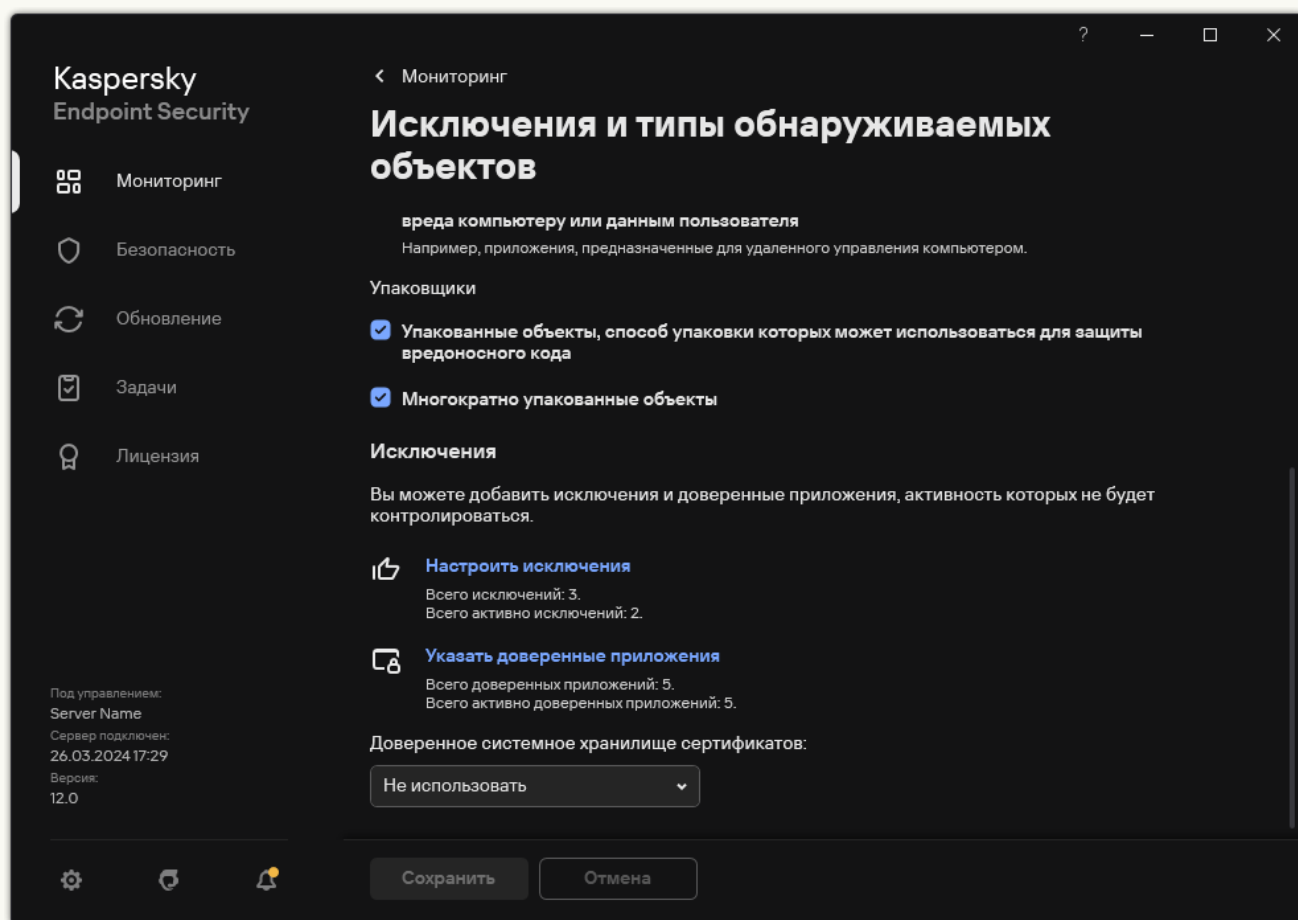 ?
Kaspersky
Endpoint Security
Мониторинг
Безопасность
Обновление
Задачи
Лицензия
Под управлением:
Server Name
Сервер подключен:
26.03.2024 17:29
Версия:
12.0
Мониторинг
Исключения и типы обнаруживаемых
объектов
вреда компьютеру или данным пользователя
Например, приложения, предназначенные для удаленного управления компьютером.
Упаковщики
Упакованные объекты, способ упаковки которых может использоваться для защиты
вредоносного кода
Многократно упакованные объекты
Исключения
Вы можете добавить исключения и доверенные приложения, активность которых не будет
контролироваться.
Настроить исключения
Всего исключений: 3.
Всего активно исключений: 2.
Указать доверенные приложения
Всего доверенных приложений: 5.
Всего активно доверенных приложений: 5.
Доверенное системное хранилище сертификатов:
Не использовать
Сохранить
Отмена